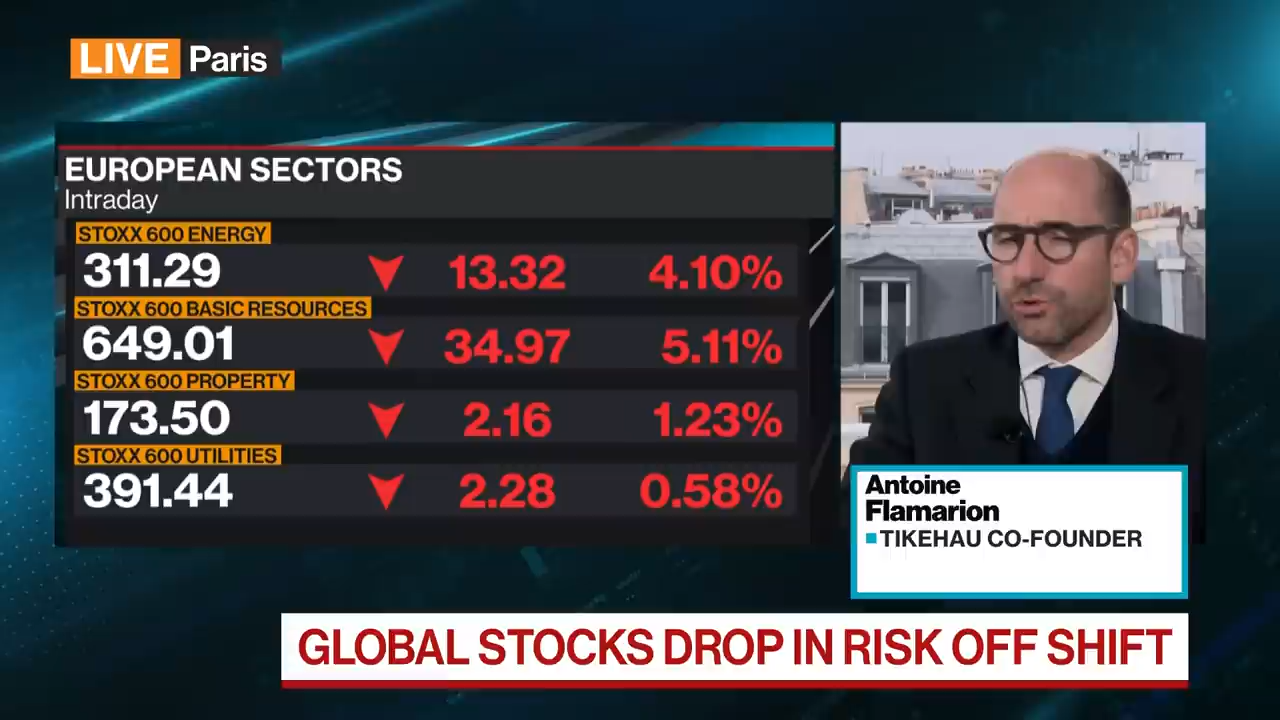 LIVE Paris
EUROPEAN SECTORS
Intraday
STOXX 600 ENERGY
311.29 13.32 4.10%
STOXX 600 BASIC RESOURCES
649.01 34.97 5.11%
STOXX 600 PROPERTY
173.50 2.16 1.23%
STOXX 600 UTILITIES
391.44 2.28 0.58%
Antoine
Flamarion
TIKEHAU CO-FOUNDER
GLOBAL STOCKS DROP IN RISK OFF SHIFT